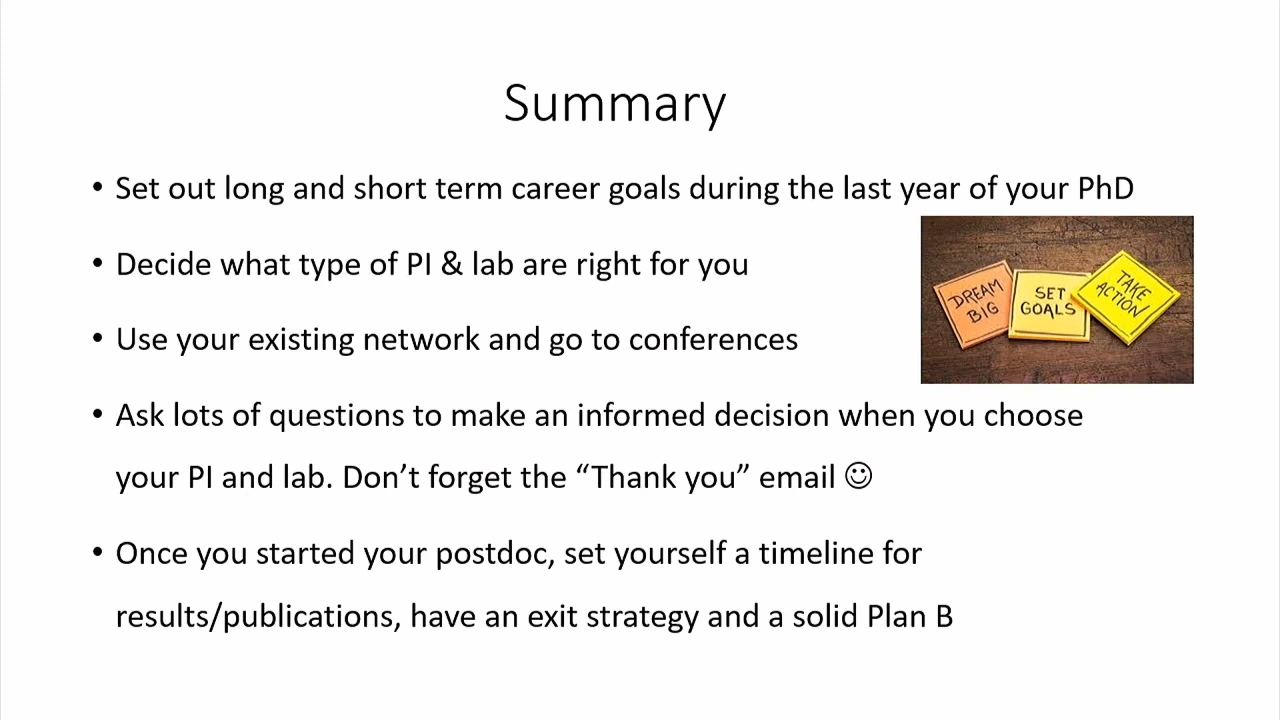 Summary
• Set out long and short term career goals during the last year of your PhD
• Decide what type of PI & lab are right for you
DREAM
BIG
SET
GOALS
TAKE
ACTION
• Use your existing network and go to conferences
• Ask lots of questions to make an informed decision when you choose
your PI and lab. Don’t forget the “Thank you” email ☺
• Once you started your postdoc, set yourself a timeline for
results/publications, have an exit strategy and a solid Plan B